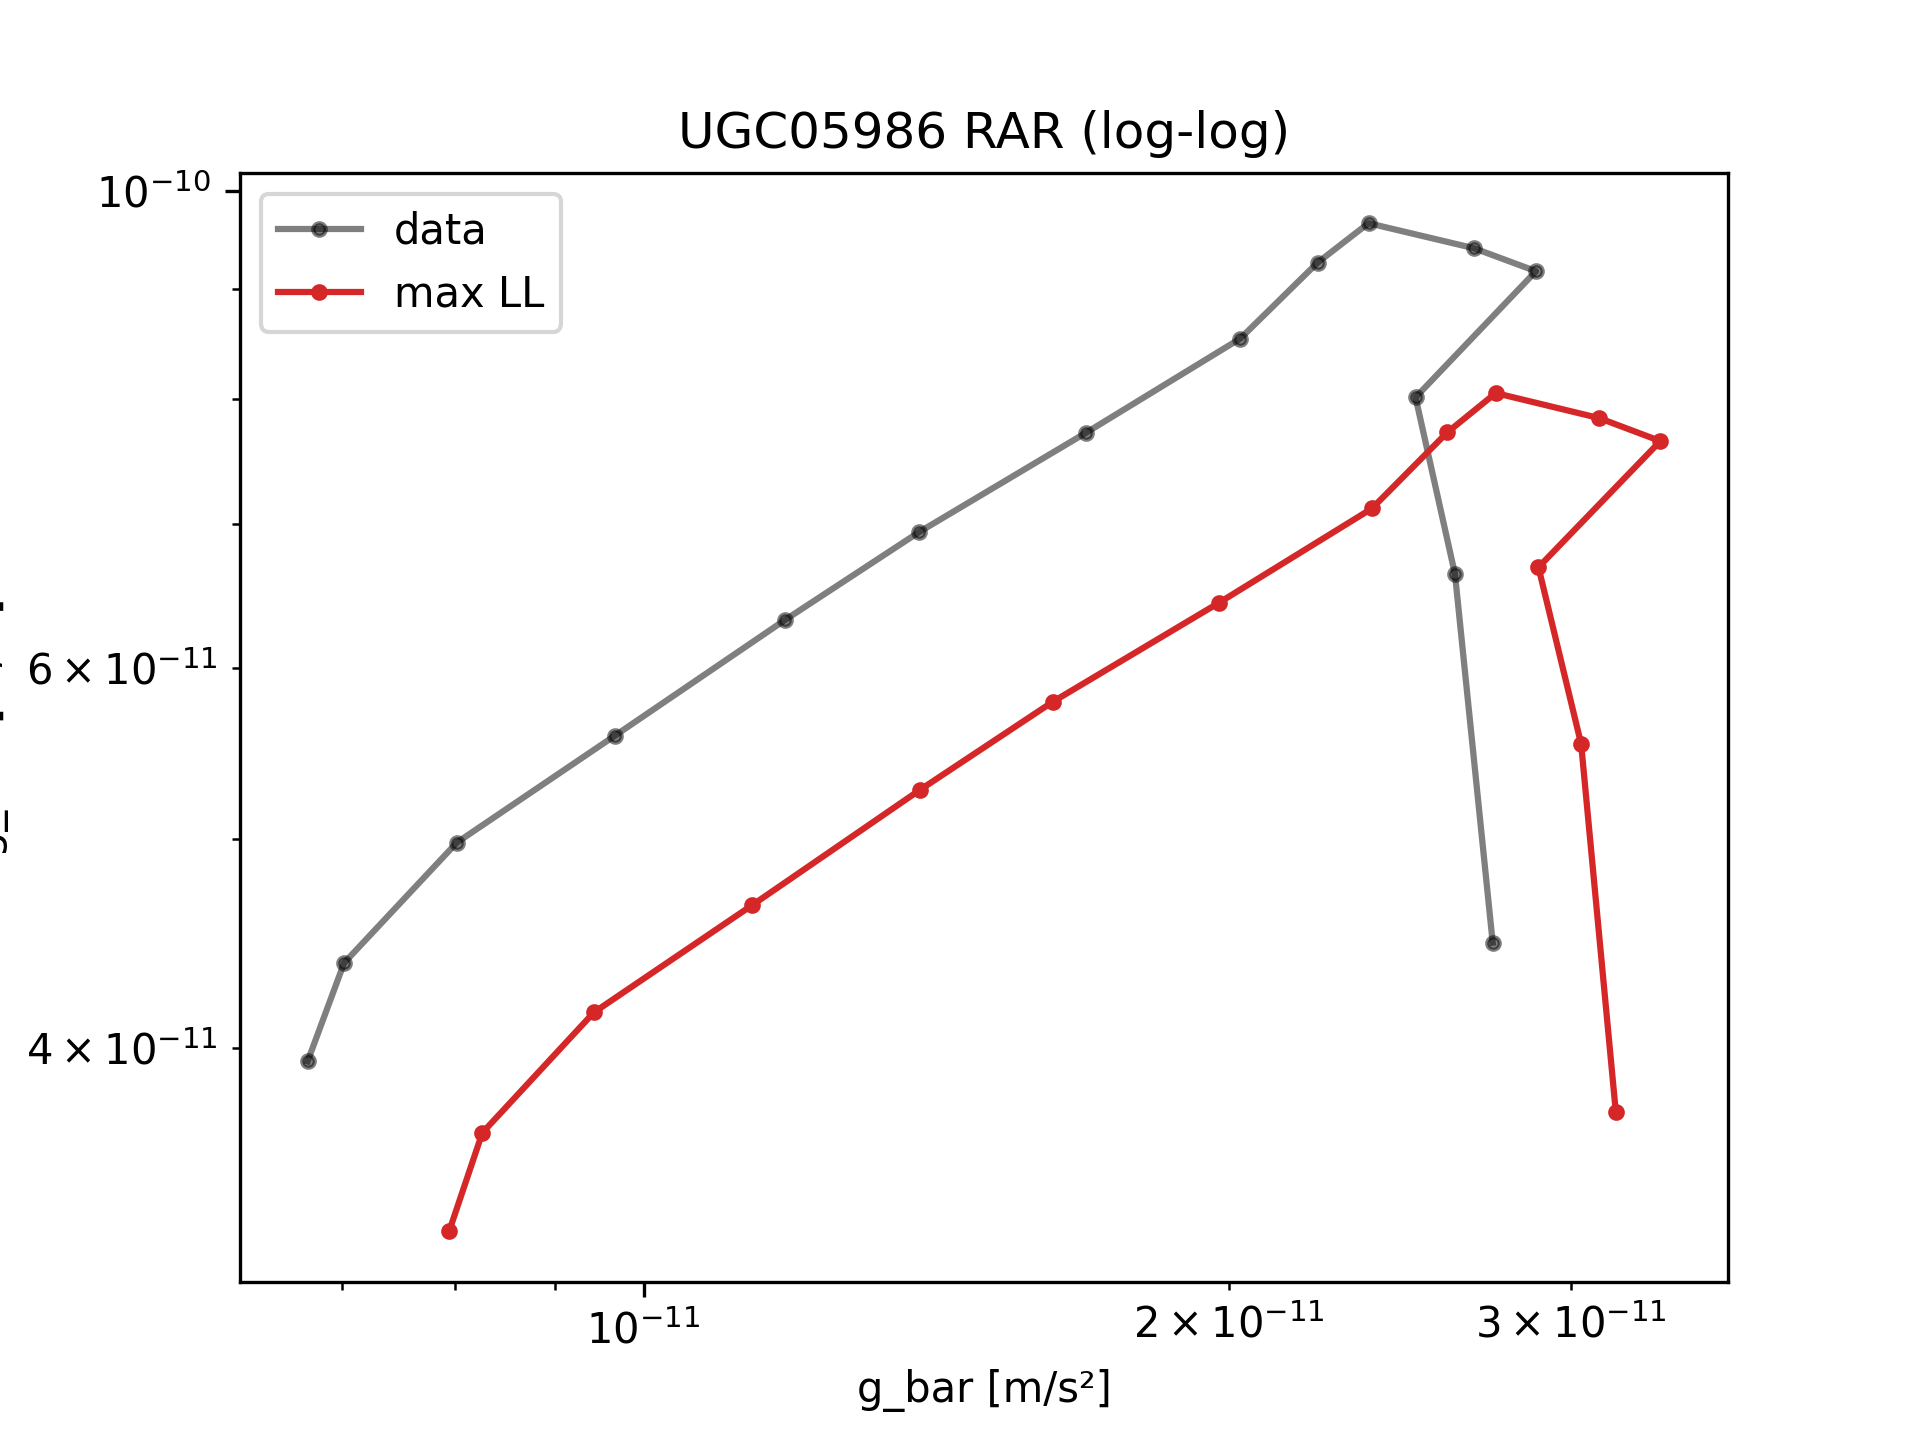 UGC05986 RAR (log-log)
10⁻¹⁰
data
max LL
6 × 10⁻¹¹
4 × 10⁻¹¹
10⁻¹¹
2 × 10⁻¹¹
3 × 10⁻¹¹
g_bar [m/s²]